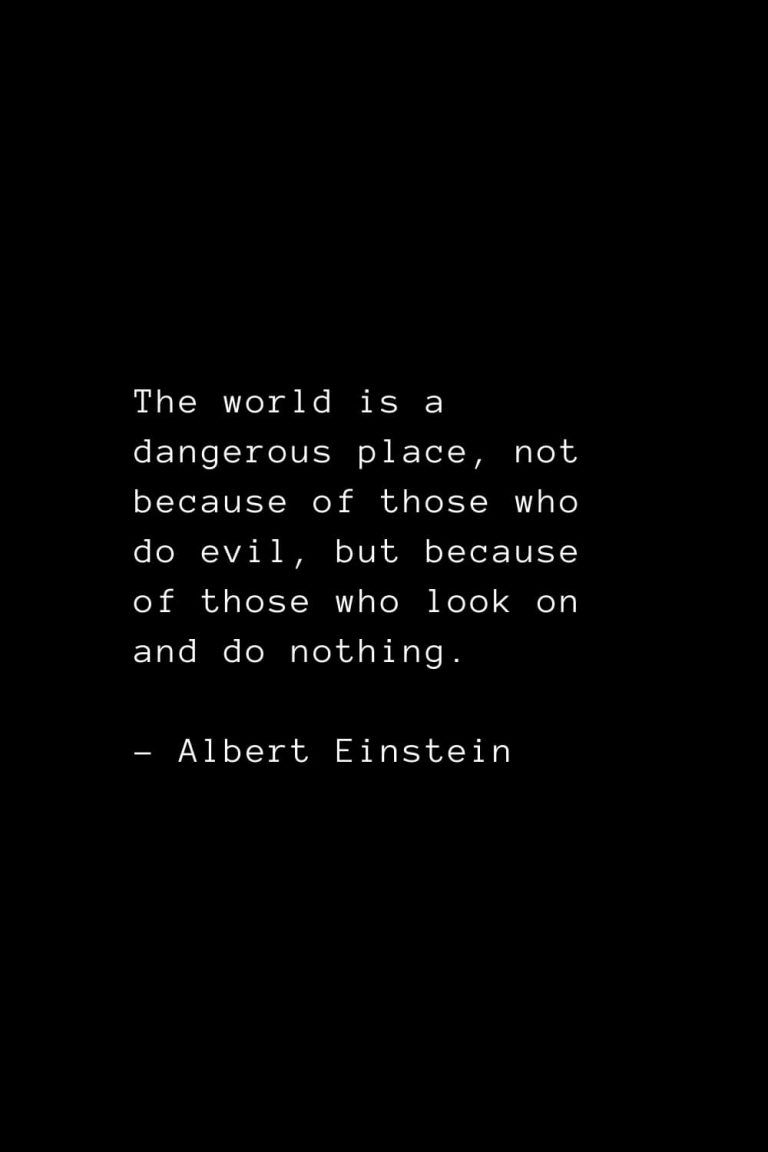 The world is a
dangerous place, not
because of those who
do evil, but because
of those who look on
and do nothing.
– Albert Einstein